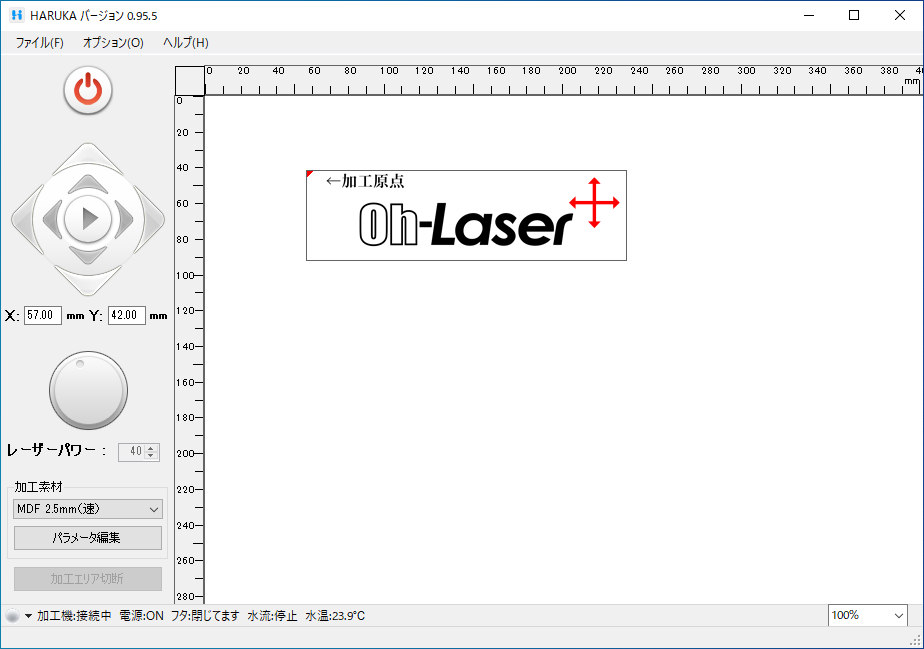 HARUKA バージョン 0.95.5
ファイル(F) オプション(O) ヘルプ(H)
0 20 40 60 80 100 120 140 160 180 200 220 240 260 280 300 320 340 360 380 40
mm
0
20
40
60
80
100
120
140
160
180
200
220
240
260
280
←加工原点
Oh-Laser
X: 57.00 mm Y: 42.00 mm
レーザーパワー : 40
加工素材
MDF 2.5mm(速)
パラメータ編集
加工エリア切断
加工機:接続中 電源:ON フタ:閉じてます 水流:停止 水温:23.9℃
100%